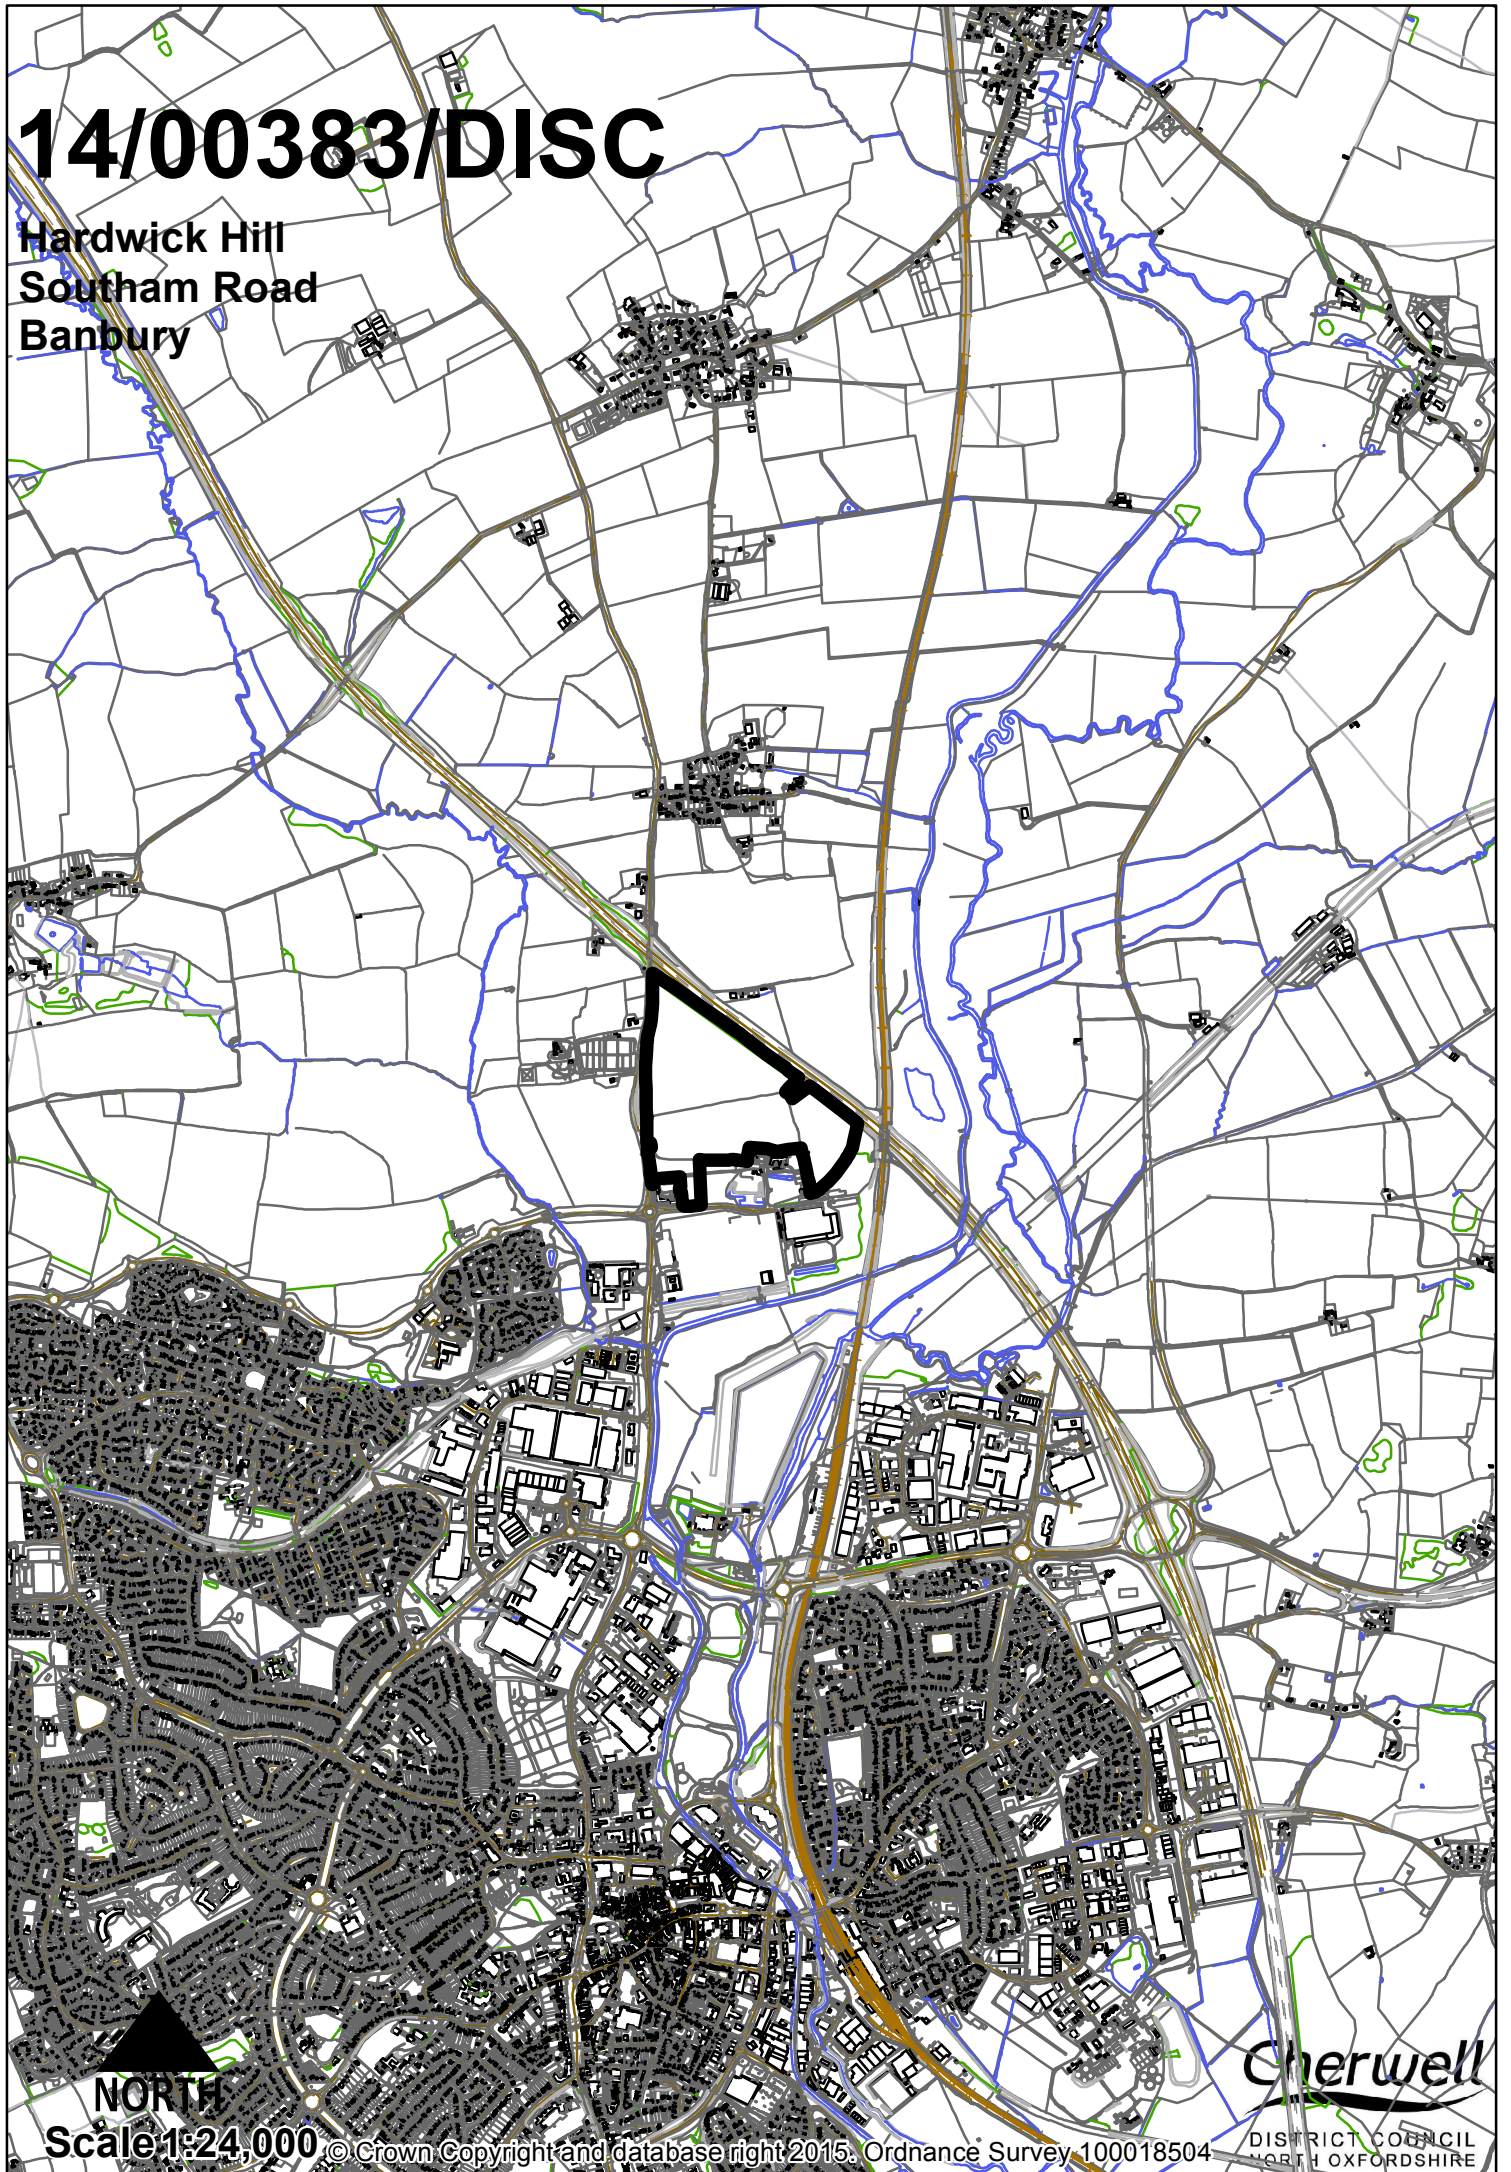 14/00383/DISC
Hardwick Hill
Southam Road
Banbury
NORTH
Scale 1:24,000
© Crown Copyright and database right 2015. Ordnance Survey 100018504
Cherwell
DISTRICT COUNCIL
NORTH OXFORDSHIRE